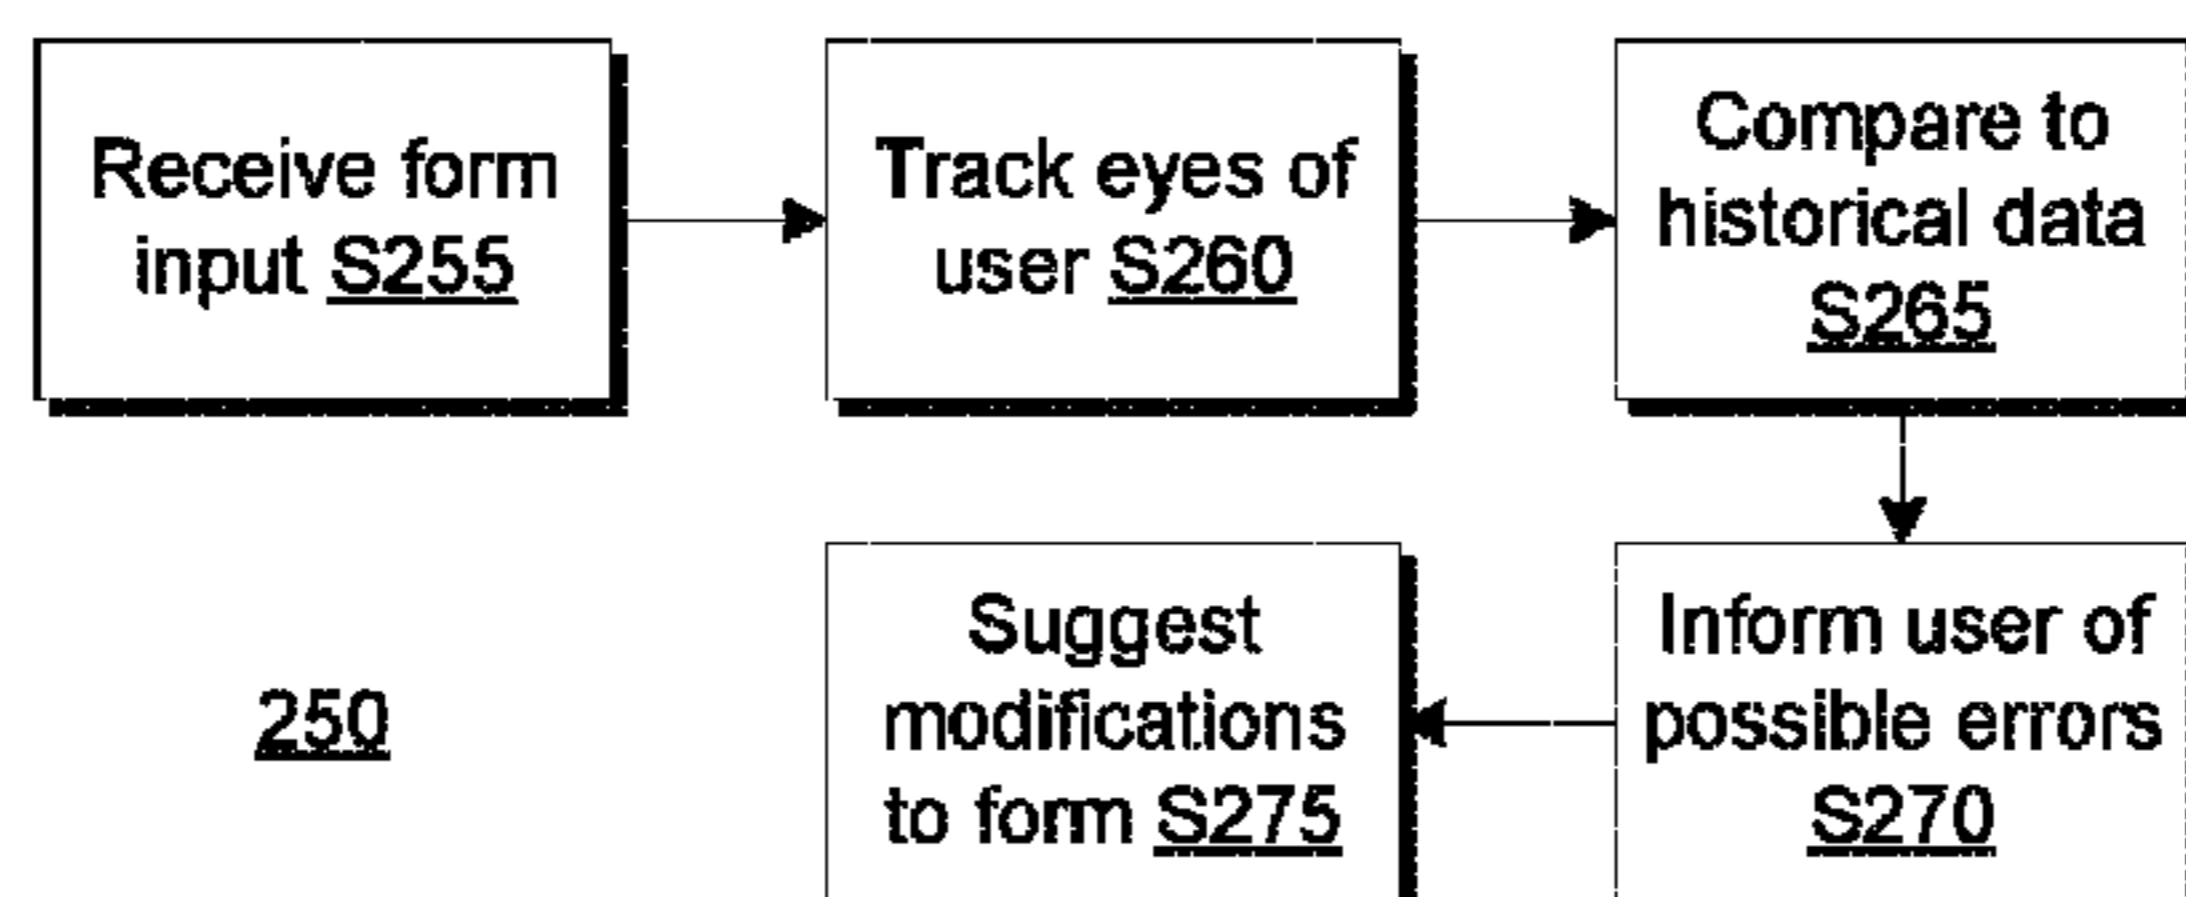 Receive form
input S255
Track eyes of
user S260
Compare to
historical data
S265
Inform user of
possible errors
S270
Suggest
modifications
to form S275
250